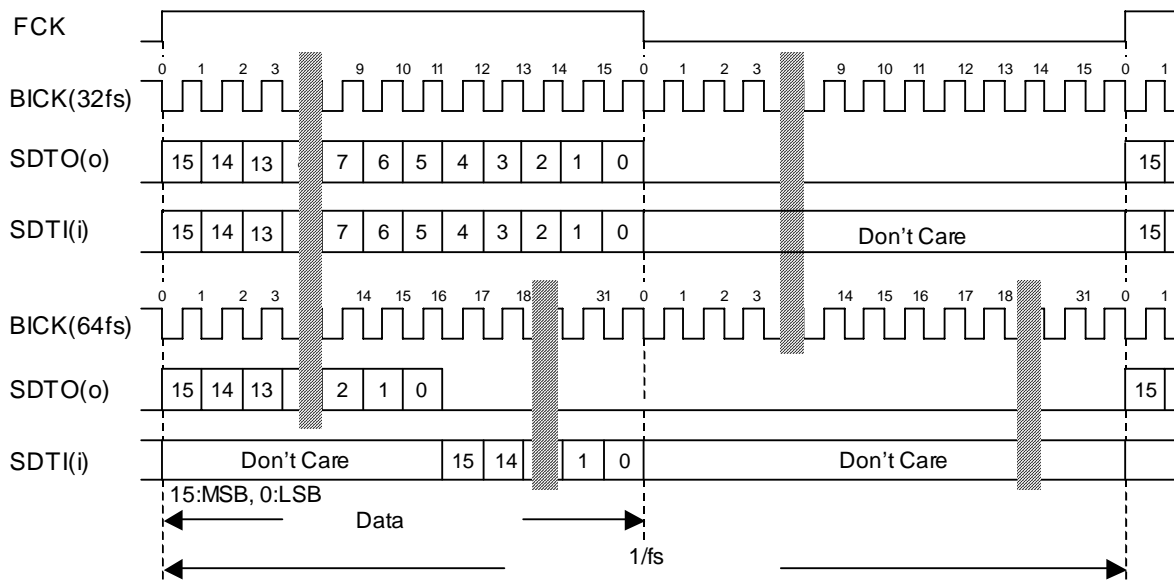 FCK
0 1 2 3 9 10 11 12 13 14 15 0 1 2 3 9 10 11 12 13 14 15 0 1
BICK(32fs)
SDTO(o) 15 14 13 7 6 5 4 3 2 1 0 15
SDTI(i) 15 14 13 7 6 5 4 3 2 1 0 Don't Care 15
0 1 2 3 14 15 16 17 18 31 0 1 2 3 14 15 16 17 18 31 0 1
BICK(64fs)
SDTO(o) 15 14 13 2 1 0 15
SDTI(i) Don't Care 15 14 1 0 Don't Care
15:MSB, 0:LSB
Data
1/fs